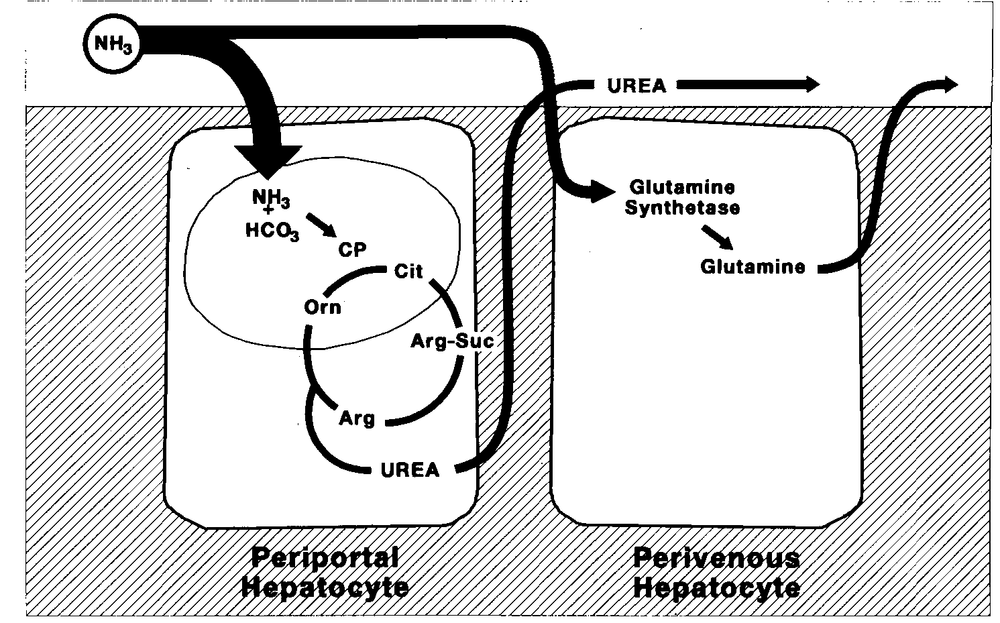 NH3
UREA
NH3
+
HCO3
CP
Cit
Orn
Arg-Suc
Arg
UREA
Glutamine
Synthetase
Glutamine
Periportal
Hepatocyte
Perivenous
Hepatocyte